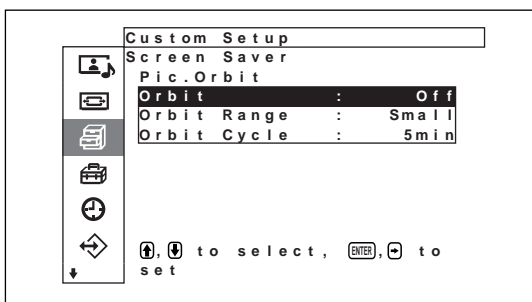 Custom Setup
Screen Saver
Pic.Orbit
Orbit : Off
Orbit Range : Small
Orbit Cycle : 5min
↑, ↓ to select, ENTER, → to
set